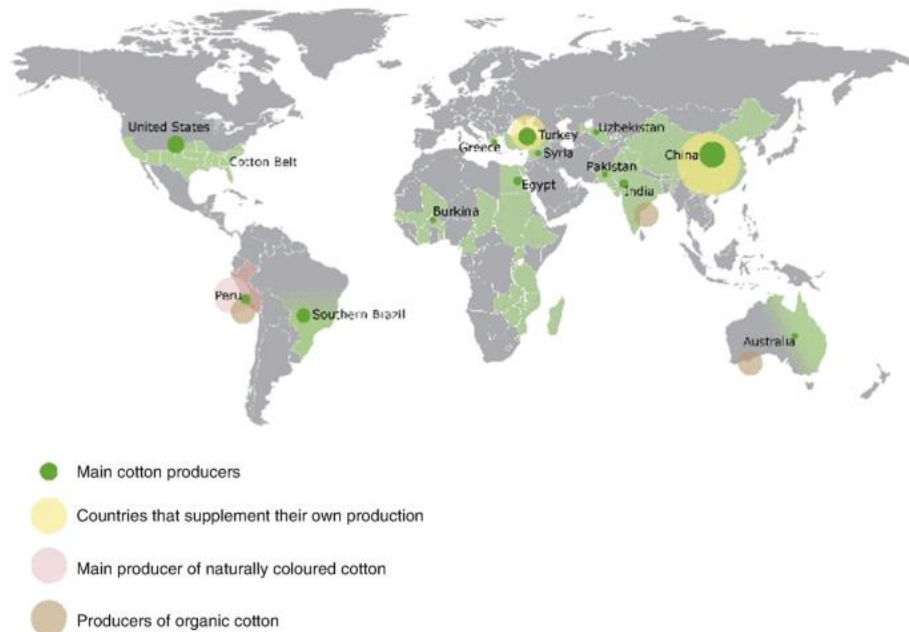 United States
Cotton Belt
Greece
Turkey
Syria
Uzbekistan
Pakistan
India
China
Egypt
Burkina
Peru
Southern Brazil
Australia
Main cotton producers
Countries that supplement their own production
Main producer of naturally coloured cotton
Producers of organic cotton